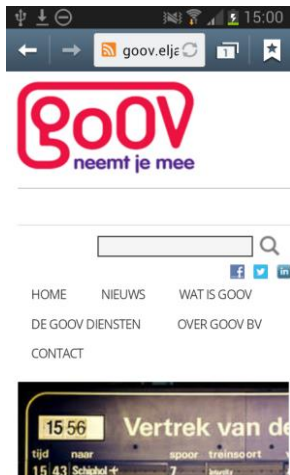 15:00
goov.elja
1
goov
neemt je mee
HOME NIEUWS WAT IS GOOV
DE GOOV DIENSTEN OVER GOOV BV
CONTACT
15 56 Vertrek van de
tijd naar spoor treinsoort
15 43 Schiphol 7